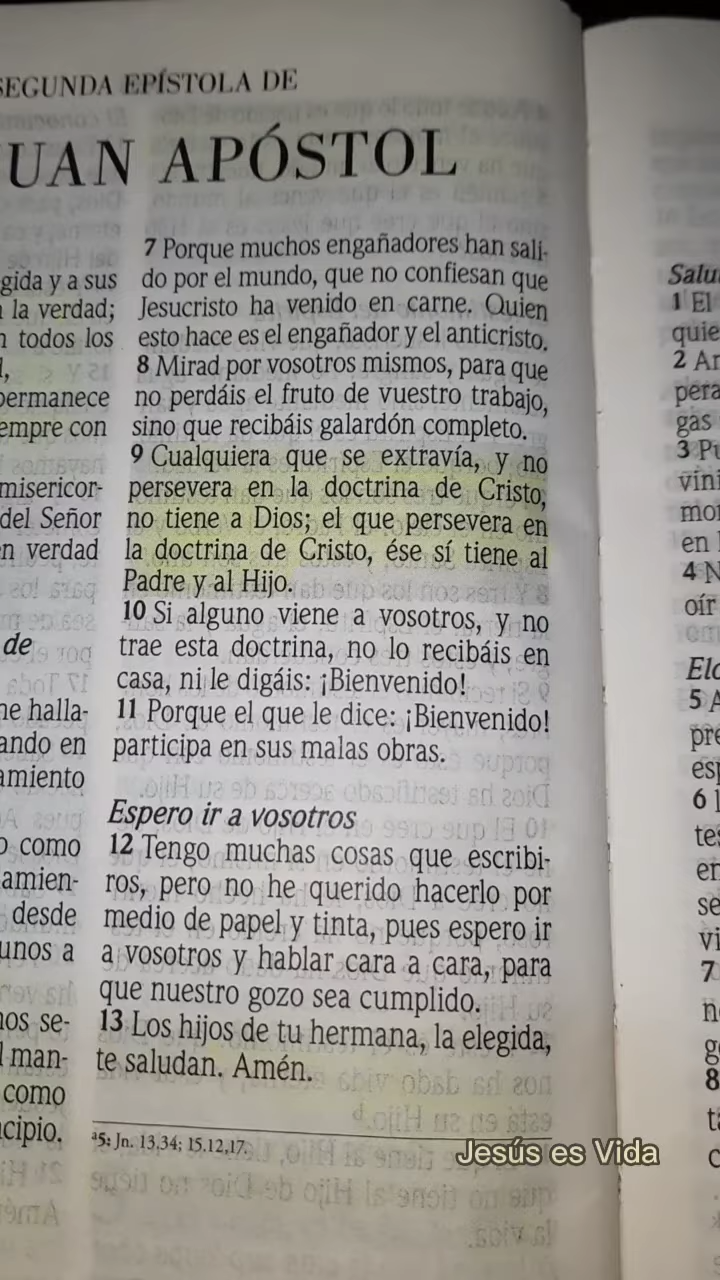 SEGUNDA EPÍSTOLA DE
JUAN APÓSTOL
gida y a sus
la verdad;
todos los
permanece
empre con
misericor-
del Señor
en verdad
de
he halla-
ando en
amiento
como
amien-
desde
unos a
os se-
man-
como
cipio.
7 Porque muchos engañadores han sali-
do por el mundo, que no confiesan que
Jesucristo ha venido en carne. Quien
esto hace es el engañador y el anticristo.
8 Mirad por vosotros mismos, para que
no perdáis el fruto de vuestro trabajo,
sino que recibáis galardón completo.
9 Cualquiera que se extravía, y no
persevera en la doctrina de Cristo,
no tiene a Dios; el que persevera en
la doctrina de Cristo, ése sí tiene al
Padre y al Hijo.
10 Si alguno viene a vosotros, y no
trae esta doctrina, no lo recibáis en
casa, ni le digáis: ¡Bienvenido!
11 Porque el que le dice: ¡Bienvenido!
participa en sus malas obras.
Espero ir a vosotros
12 Tengo muchas cosas que escribi-
ros, pero no he querido hacerlo por
medio de papel y tinta, pues espero ir
a vosotros y hablar cara a cara, para
que nuestro gozo sea cumplido.
13 Los hijos de tu hermana, la elegida,
te saludan. Amén.
ª5: Jn. 13.34; 15.12,17.
Jesús es Vida
Salu
1 El
quie
2 Am
pera
gas
3 Pu
vini
mo
en
4 N
oír
5 A
pre
esp
6
te
en
se
vi
7
8